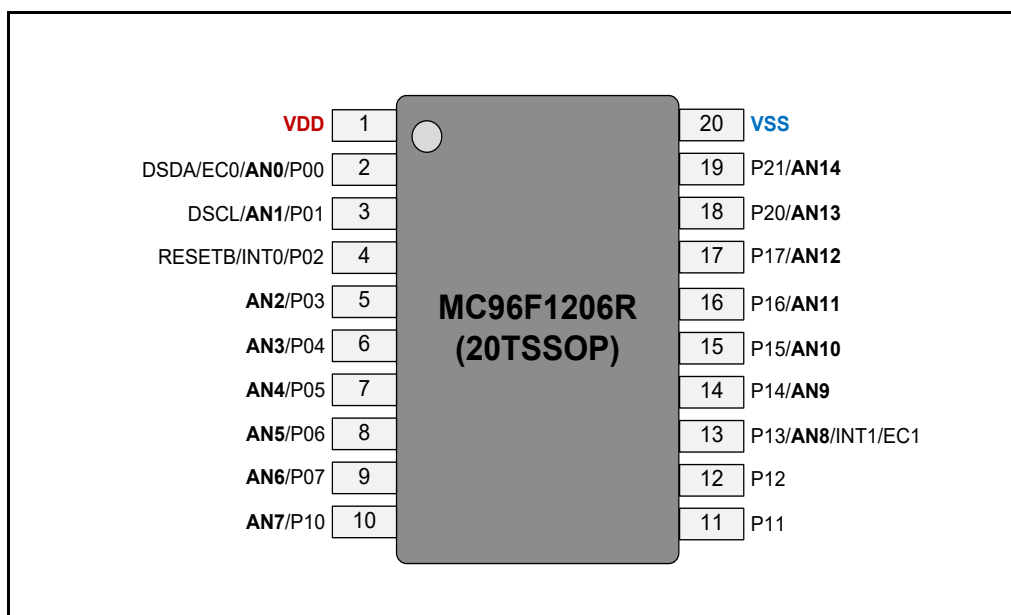 VDD 1
DSDA/EC0/AN0/P00 2
DSCL/AN1/P01 3
RESETB/INT0/P02 4
AN2/P03 5
AN3/P04 6
AN4/P05 7
AN5/P06 8
AN6/P07 9
AN7/P10 10
MC96F1206R
(20TSSOP)
20 VSS
19 P21/AN14
18 P20/AN13
17 P17/AN12
16 P16/AN11
15 P15/AN10
14 P14/AN9
13 P13/AN8/INT1/EC1
12 P12
11 P11